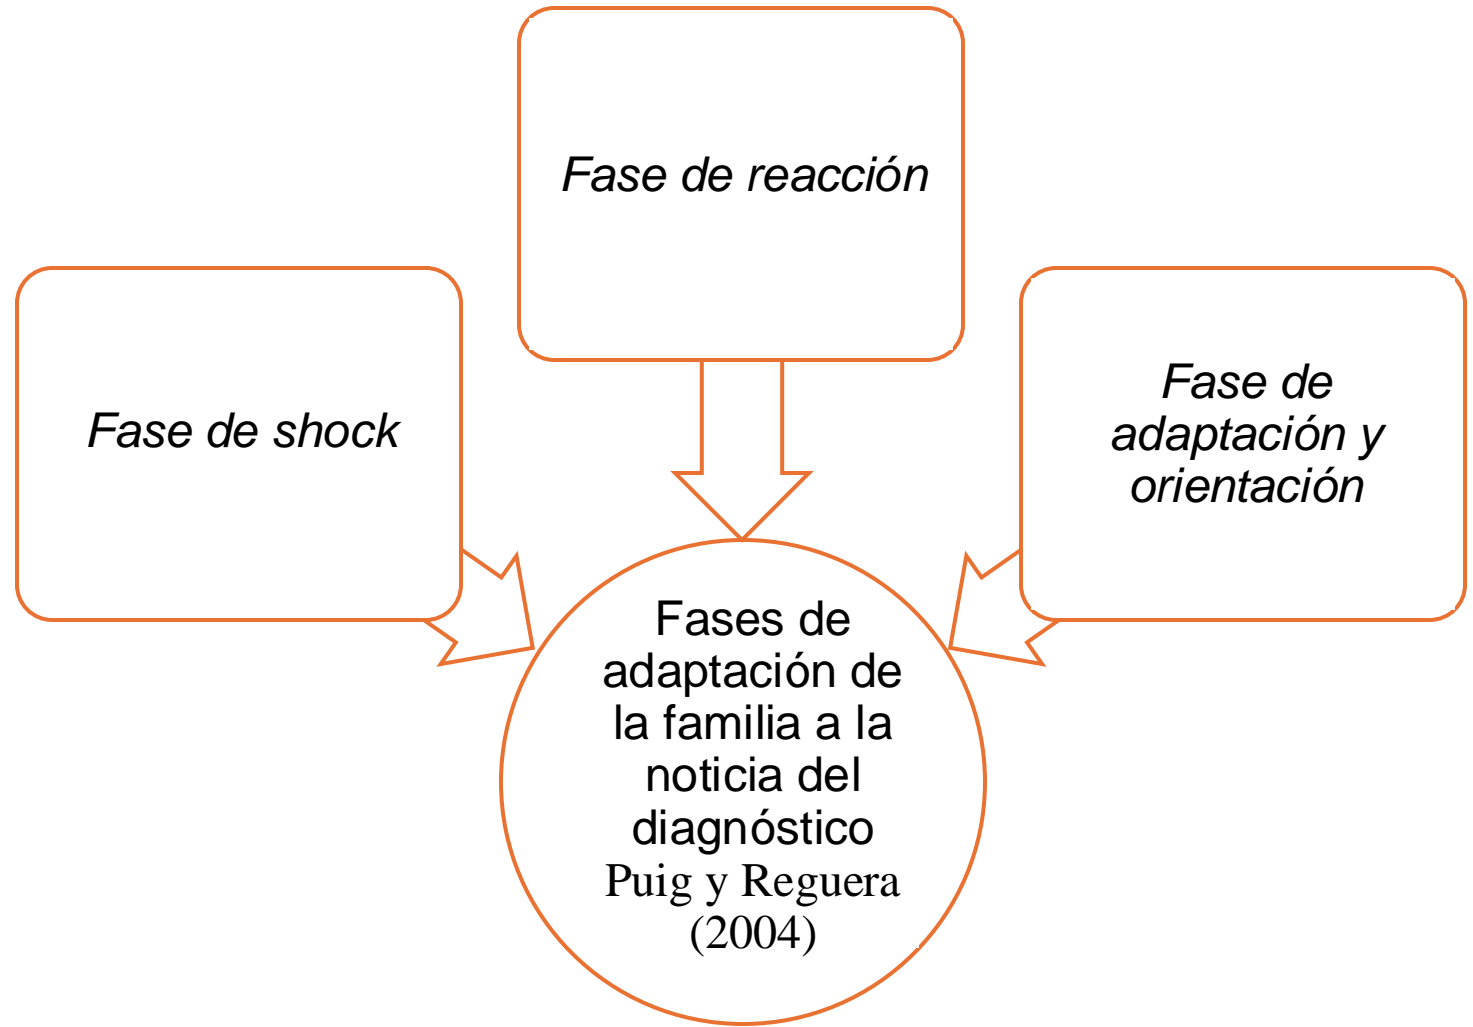 Fase de reacción
Fase de shock
Fase de
adaptación y
orientación
Fases de
adaptación de
la familia a la
noticia del
diagnóstico
Puig y Reguera
(2004)